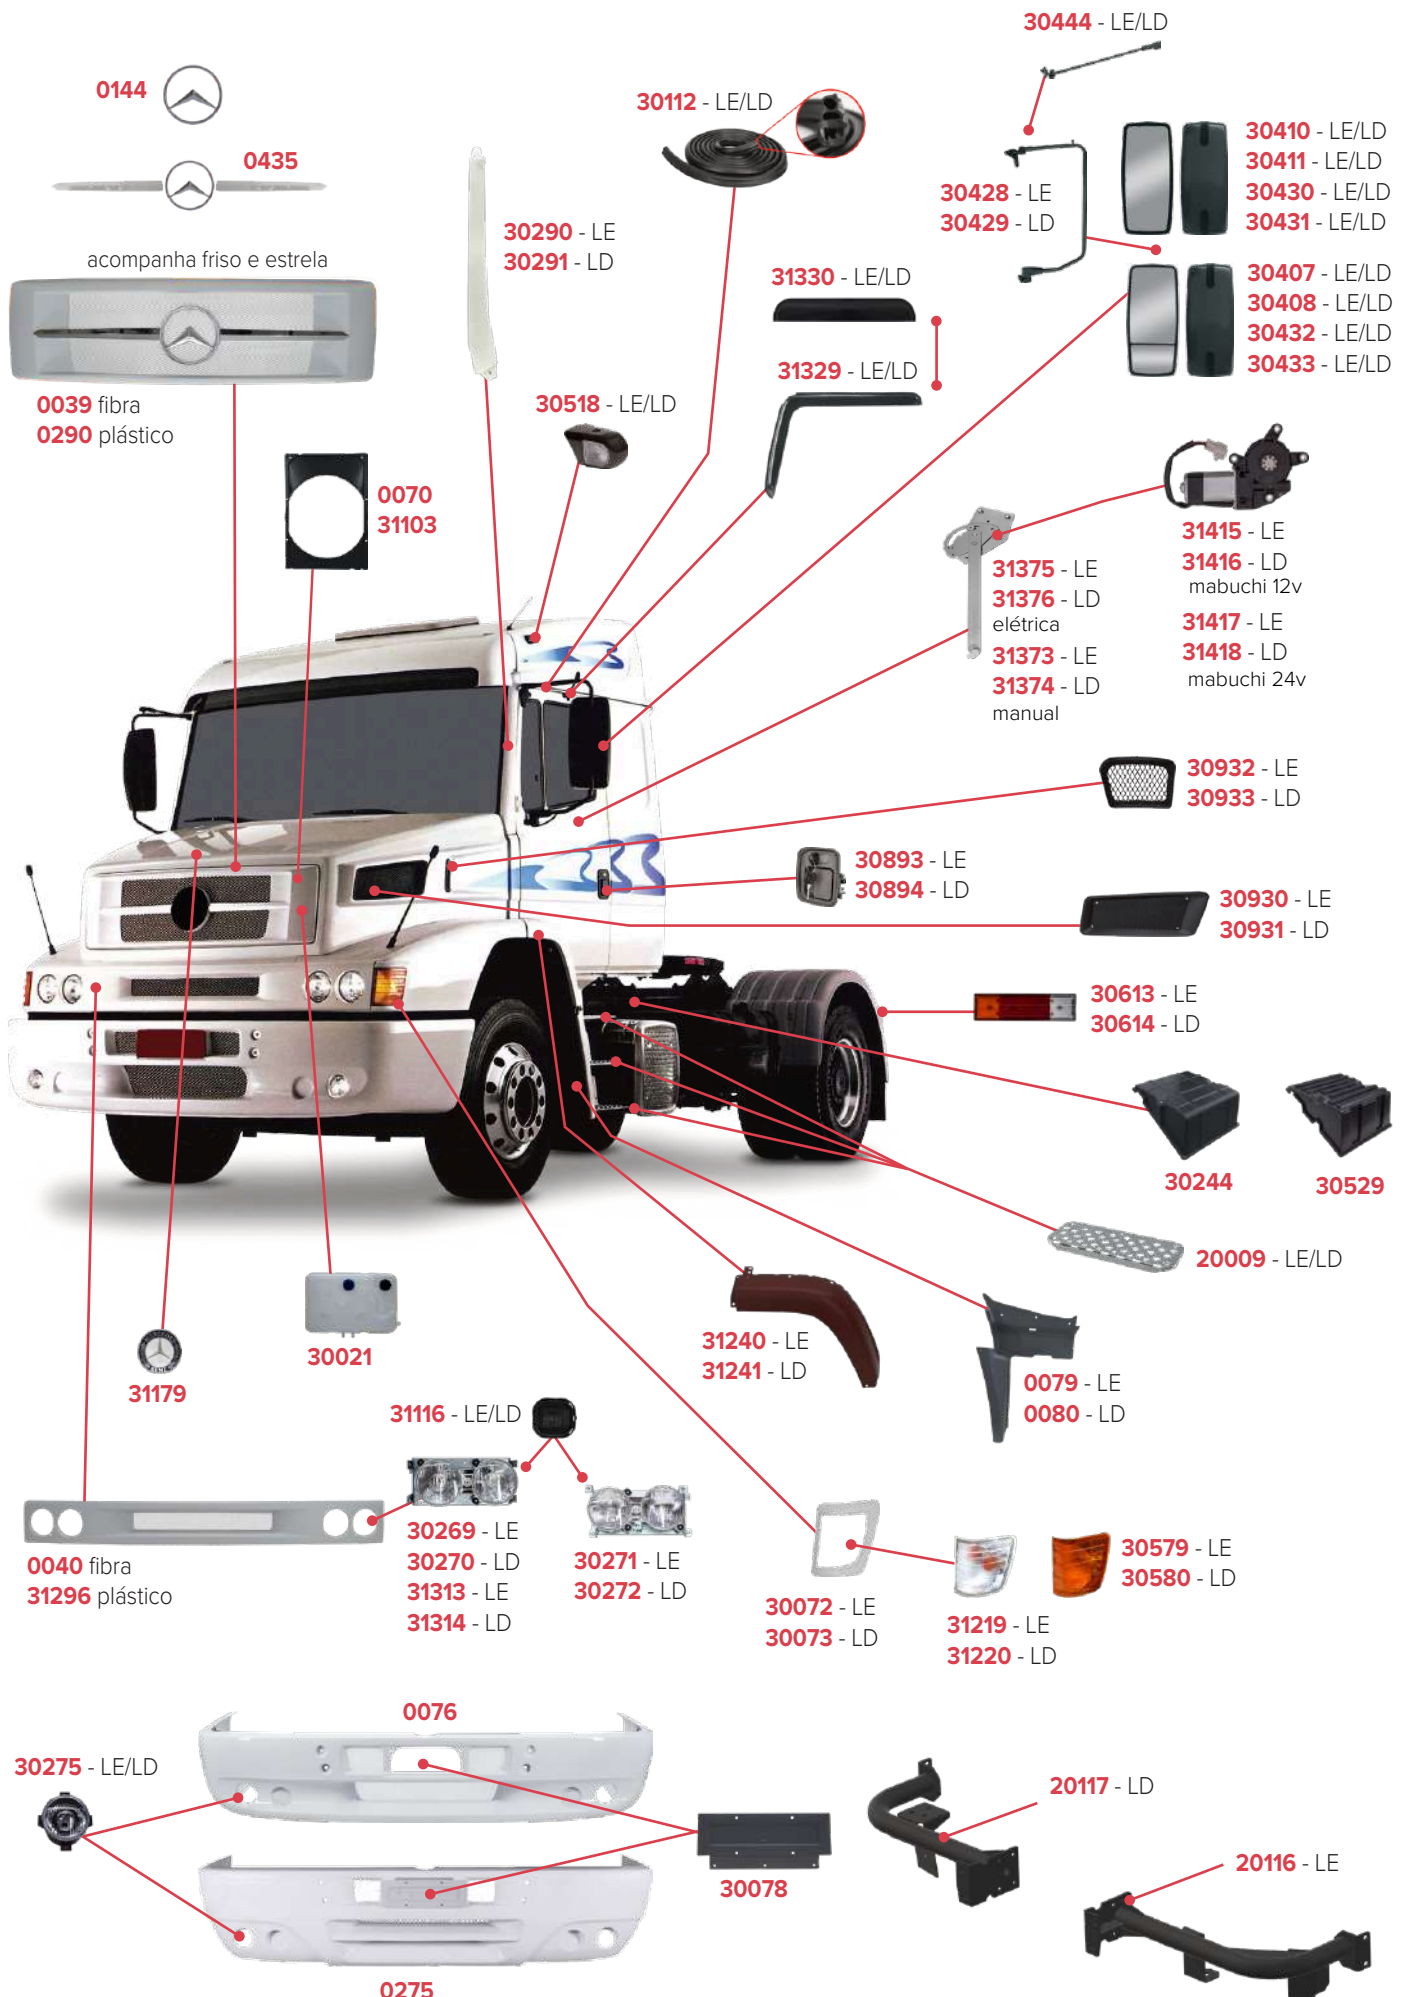 30444 - LE/LD
0144
30112 - LE/LD
0435
30410 - LE/LD
30411 - LE/LD
30430 - LE/LD
30431 - LE/LD
30428 - LE
30429 - LD
30290 - LE
30291 - LD
acompanha friso e estrela
31330 - LE/LD
30407 - LE/LD
30408 - LE/LD
30432 - LE/LD
30433 - LE/LD
31329 - LE/LD
0039 fibra
0290 plástico
30518 - LE/LD
0070
31103
31415 - LE
31416 - LD
mabuchi 12v
31417 - LE
31418 - LD
mabuchi 24v
31375 - LE
31376 - LD
elétrica
31373 - LE
31374 - LD
manual
30932 - LE
30933 - LD
30893 - LE
30894 - LD
30930 - LE
30931 - LD
30613 - LE
30614 - LD
30244
30529
20009 - LE/LD
31240 - LE
31241 - LD
30021
31179
0079 - LE
0080 - LD
31116 - LE/LD
30269 - LE
30270 - LD
31313 - LE
31314 - LD
30271 - LE
30272 - LD
0040 fibra
31296 plástico
30072 - LE
30073 - LD
31219 - LE
31220 - LD
30579 - LE
30580 - LD
0076
30275 - LE/LD
20117 - LD
20116 - LE
30078
0275